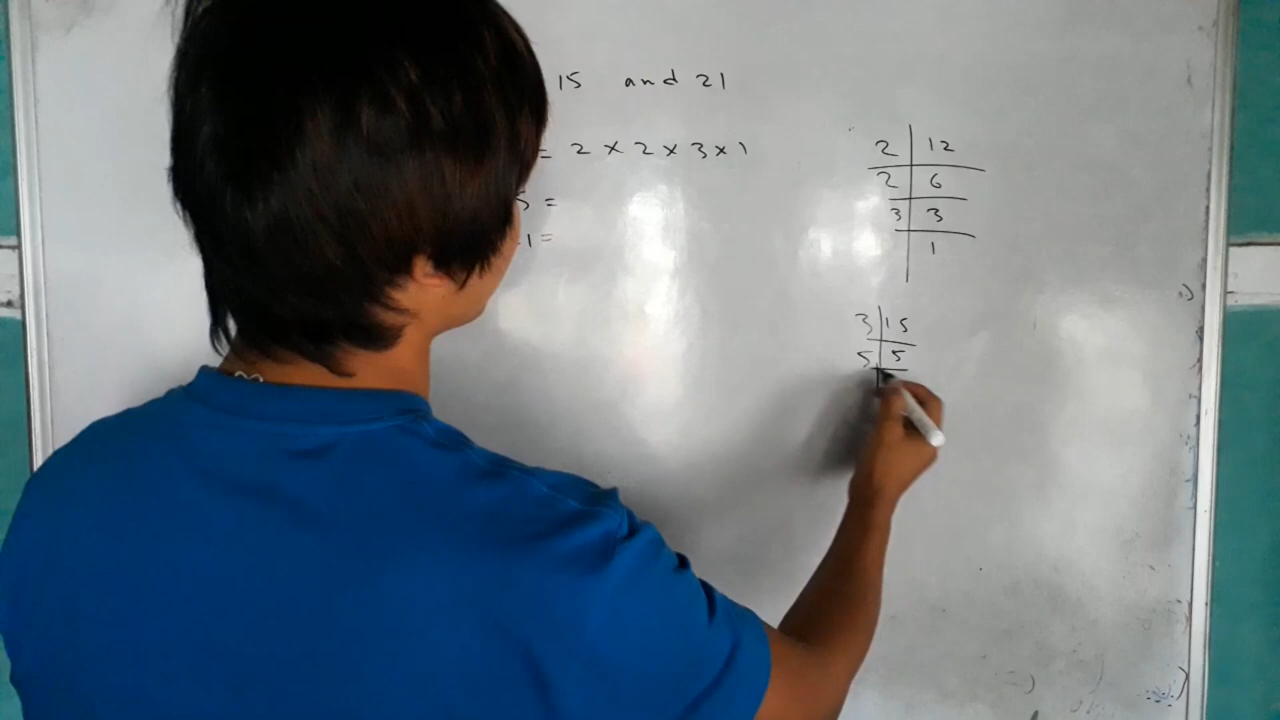 15 and 21
= 2 × 2 × 3 × 1
5 =
1 =
2 | 12
2 | 6
3 | 3
1
3 | 15
5 | 5